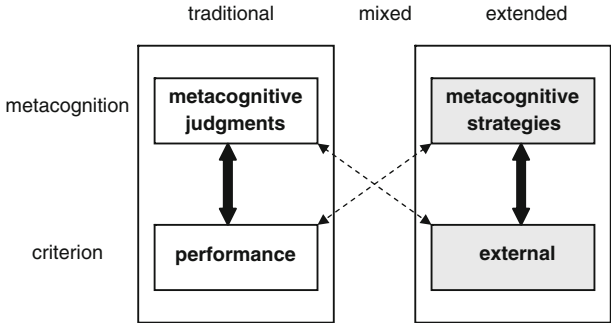 traditional mixed extended
metacognition
metacognitive
judgments
metacognitive
strategies
criterion
performance
external